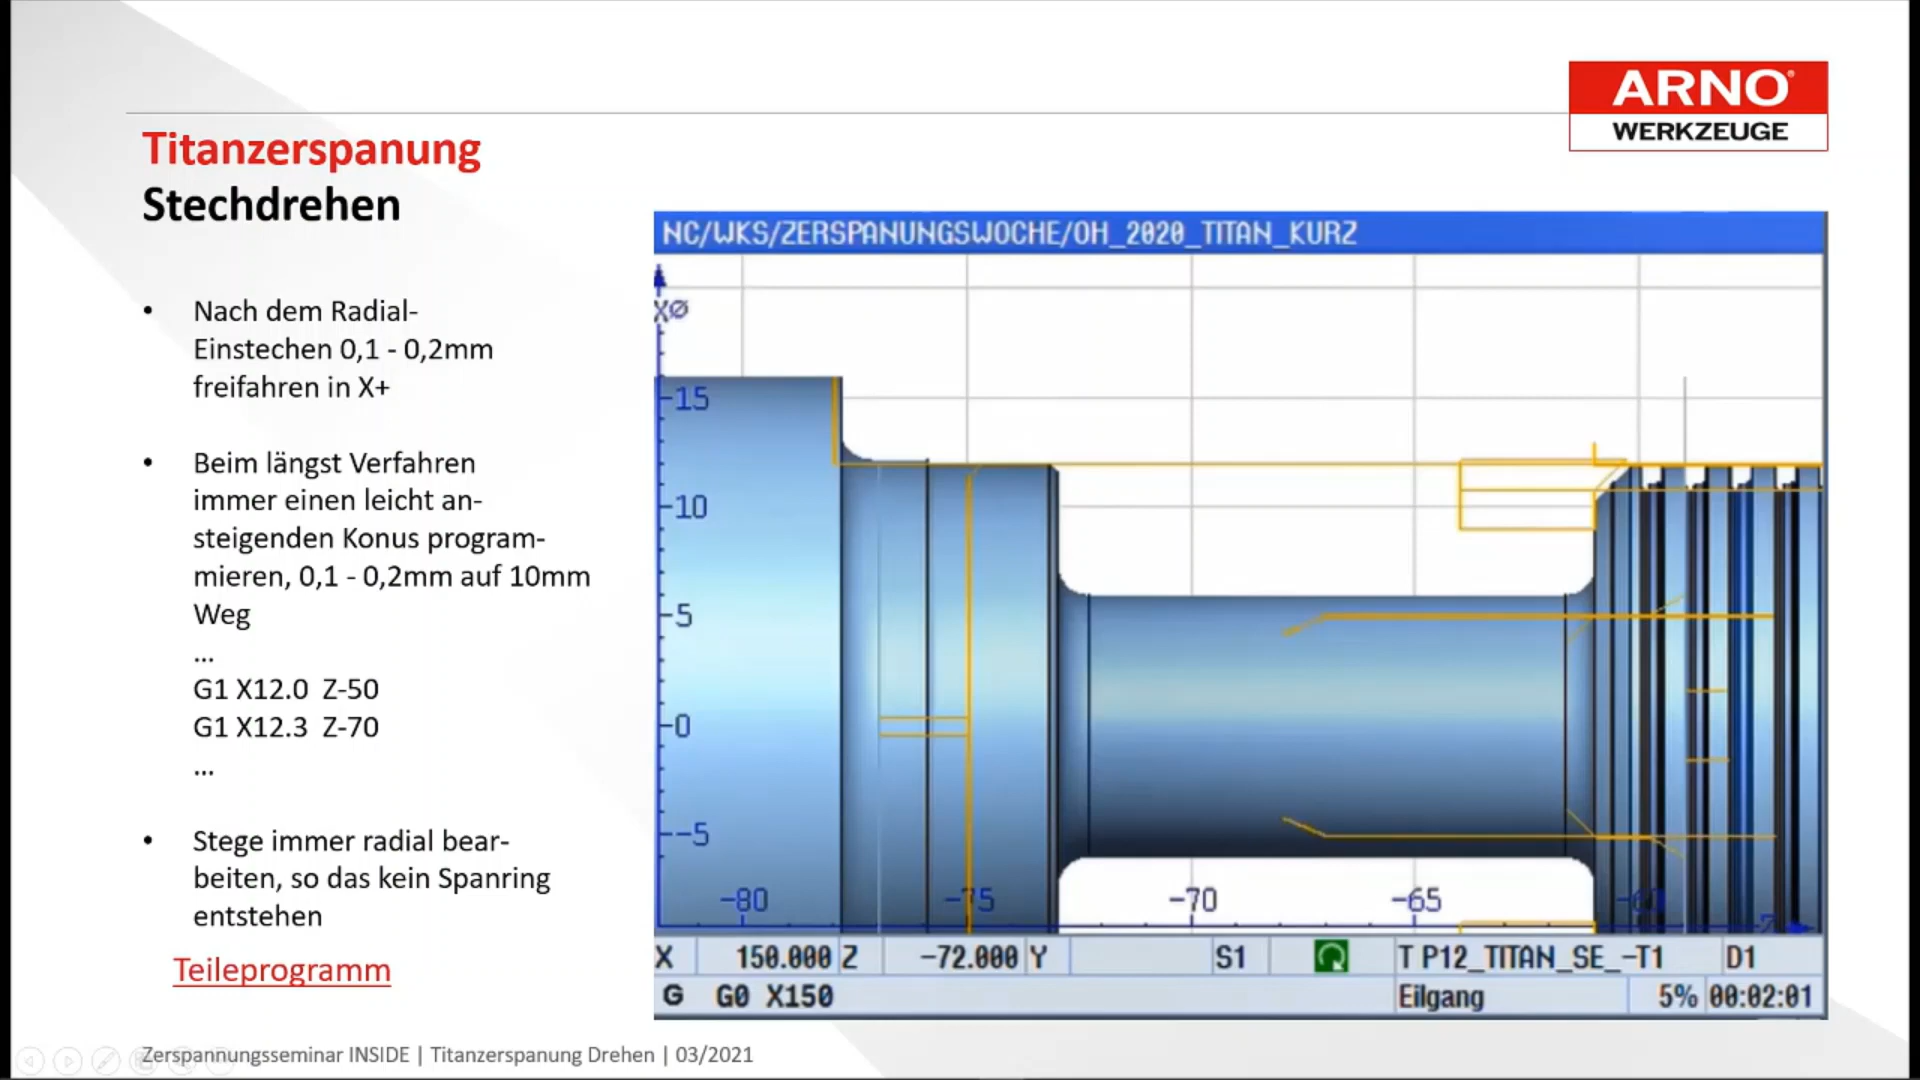 ARNO®
WERKZEUGE
Titanzerspanung
Stechdrehen
• Nach dem Radial-
Einstechen 0,1 - 0,2mm
freifahren in X+
• Beim längst Verfahren
immer einen leicht an-
steigenden Konus program-
mieren, 0,1 - 0,2mm auf 10mm
Weg
...
G1 X12.0 Z-50
G1 X12.3 Z-70
...
• Stege immer radial bear-
beiten, so das kein Spanring
entstehen
Teileprogramm
NC/WKS/ZERSPANUNGSWOCHE/OH_2020_TITAN_KURZ
XØ
15
10
5
0
-5
-80 -75 -70 -65 -60
X 150.000 Z -72.000 Y S1 T P12_TITAN_SE_-T1 D1
G G0 X150 Eilgang 5% 00:02:01
Zerspannungsseminar INSIDE | Titanzerspanung Drehen | 03/2021